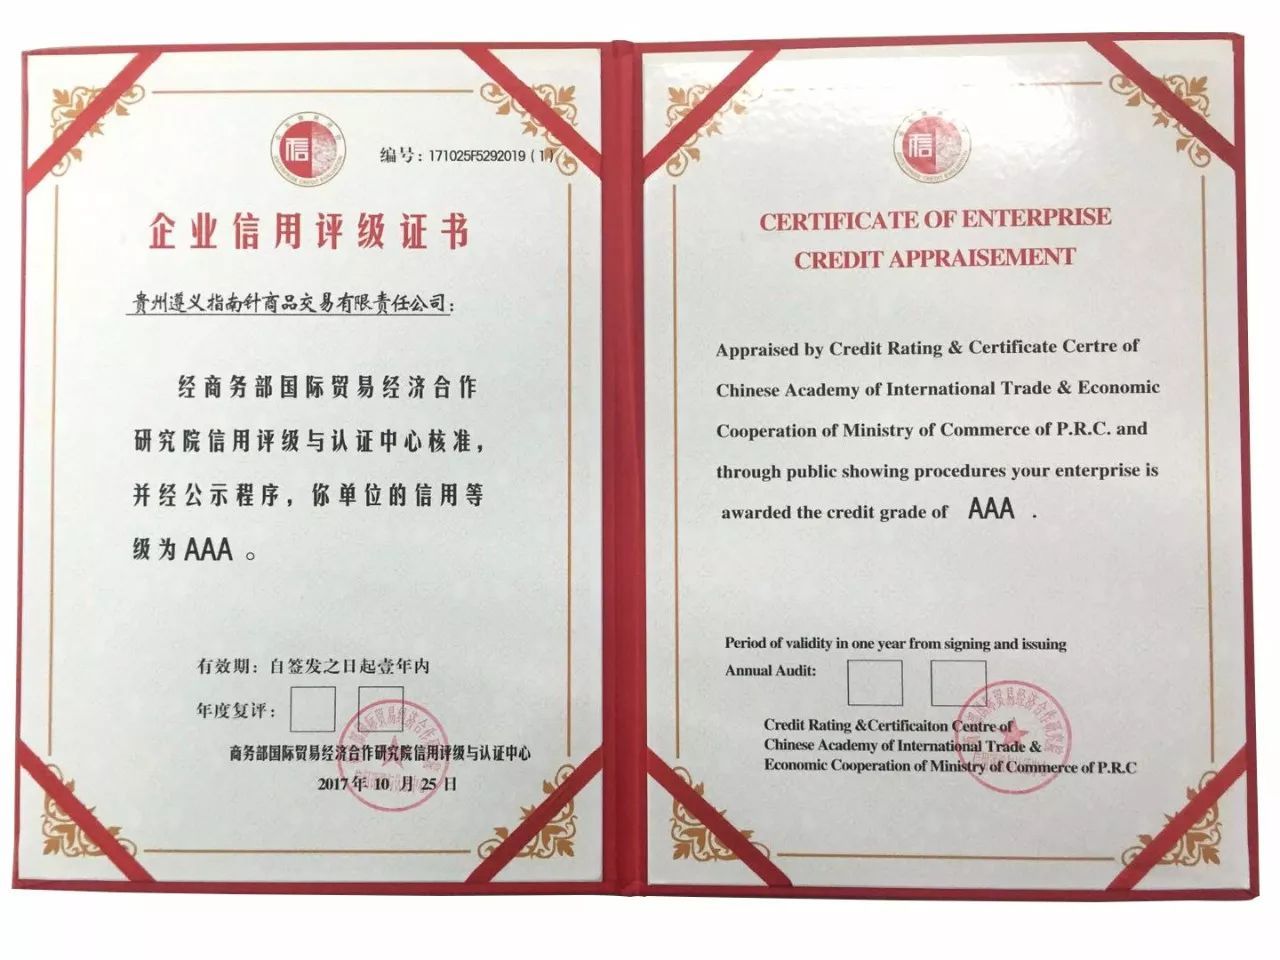 信
编号：171025F5292019（1）
企业信用评级证书
贵州遵义指南针商品交易有限责任公司：
经商务部国际贸易经济合作
研究院信用评级与认证中心核准，
并经公示程序，你单位的信用等
级为AAA。
有效期：自签发之日起壹年内
年度复评：
商务部国际贸易经济合作研究院信用评级与认证中心
2017年10月25日
信
CERTIFICATE OF ENTERPRISE
CREDIT APPRAISEMENT
Appraised by Credit Rating & Certificate Certre of
Chinese Academy of International Trade & Economic
Cooperation of Ministry of Commerce of P.R.C. and
through public showing procedures your enterprise is
awarded the credit grade of AAA .
Period of validity in one year from signing and issuing
Annual Audit:
Credit Rating &Certificaiton Centre of
Chinese Academy of International Trade &
Economic Cooperation of Ministry of Commerce of P.R.C